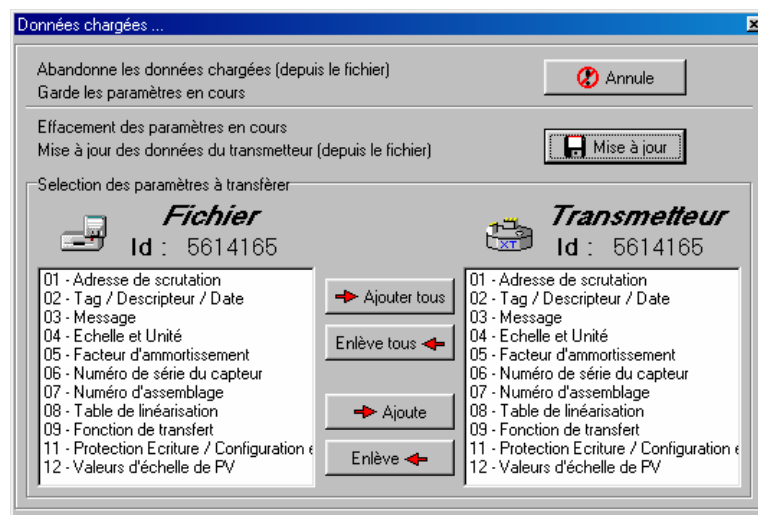 Données chargées ...
Abandonne les données chargées (depuis le fichier)
Garde les paramètres en cours
Annule
Effacement des paramètres en cours
Mise à jour des données du transmetteur (depuis le fichier)
Mise à jour
Selection des paramètres à transfèrer
Fichier
Id : 5614165
01 - Adresse de scrutation
02 - Tag / Descripteur / Date
03 - Message
04 - Echelle et Unité
05 - Facteur d'ammortissement
06 - Numéro de série du capteur
07 - Numéro d'assemblage
08 - Table de linéarisation
09 - Fonction de transfert
11 - Protection Ecriture / Configuration e
12 - Valeurs d'échelle de PV
Ajouter tous
Enlève tous
Ajoute
Enlève
XT
Transmetteur
Id : 5614165
01 - Adresse de scrutation
02 - Tag / Descripteur / Date
03 - Message
04 - Echelle et Unité
05 - Facteur d'ammortissement
06 - Numéro de série du capteur
07 - Numéro d'assemblage
08 - Table de linéarisation
09 - Fonction de transfert
11 - Protection Ecriture / Configuration e
12 - Valeurs d'échelle de PV